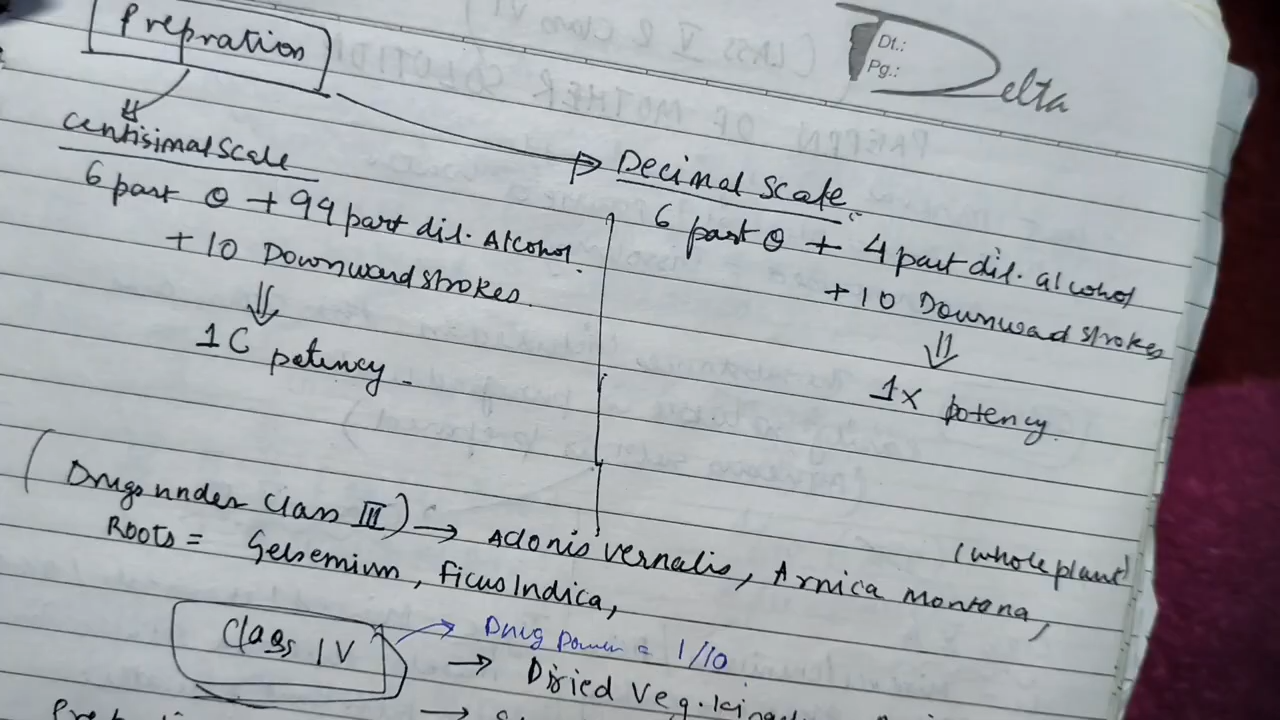 Dt.:
Pg.:
Delta
Prepration
Centisimal Scale
6 part θ + 94 part dil. Alcohol.
+ 10 Downward strokes.
1C potency.
Decimal Scale
6 part θ + 4 part dil. alcohol
+ 10 Downward strokes
1x potency.
(Drugs under Class III) → Adonis vernalis, Arnica montana,
(whole plant)
Roots = Gelsemium, Ficus Indica,
Class IV
→ Drug power = 1/10
→ Diried Veg.